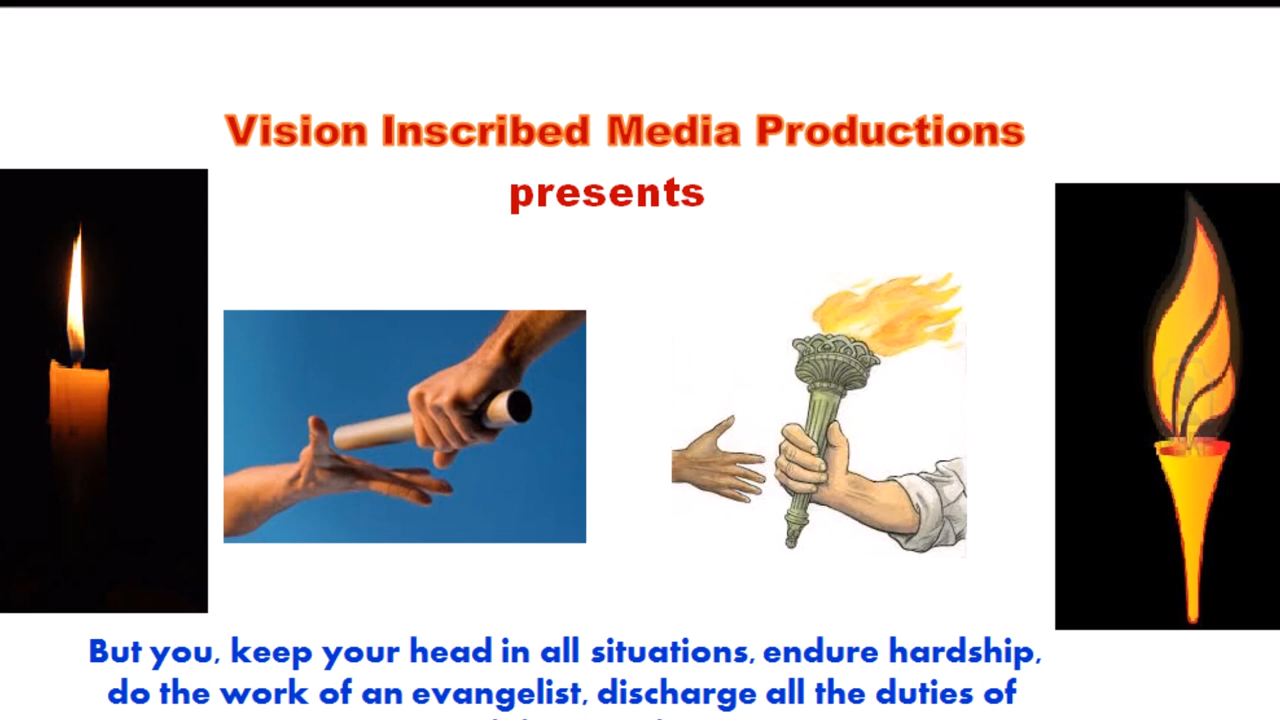 Vision Inscribed Media Productions
presents
But you, keep your head in all situations, endure hardship,
do the work of an evangelist, discharge all the duties of